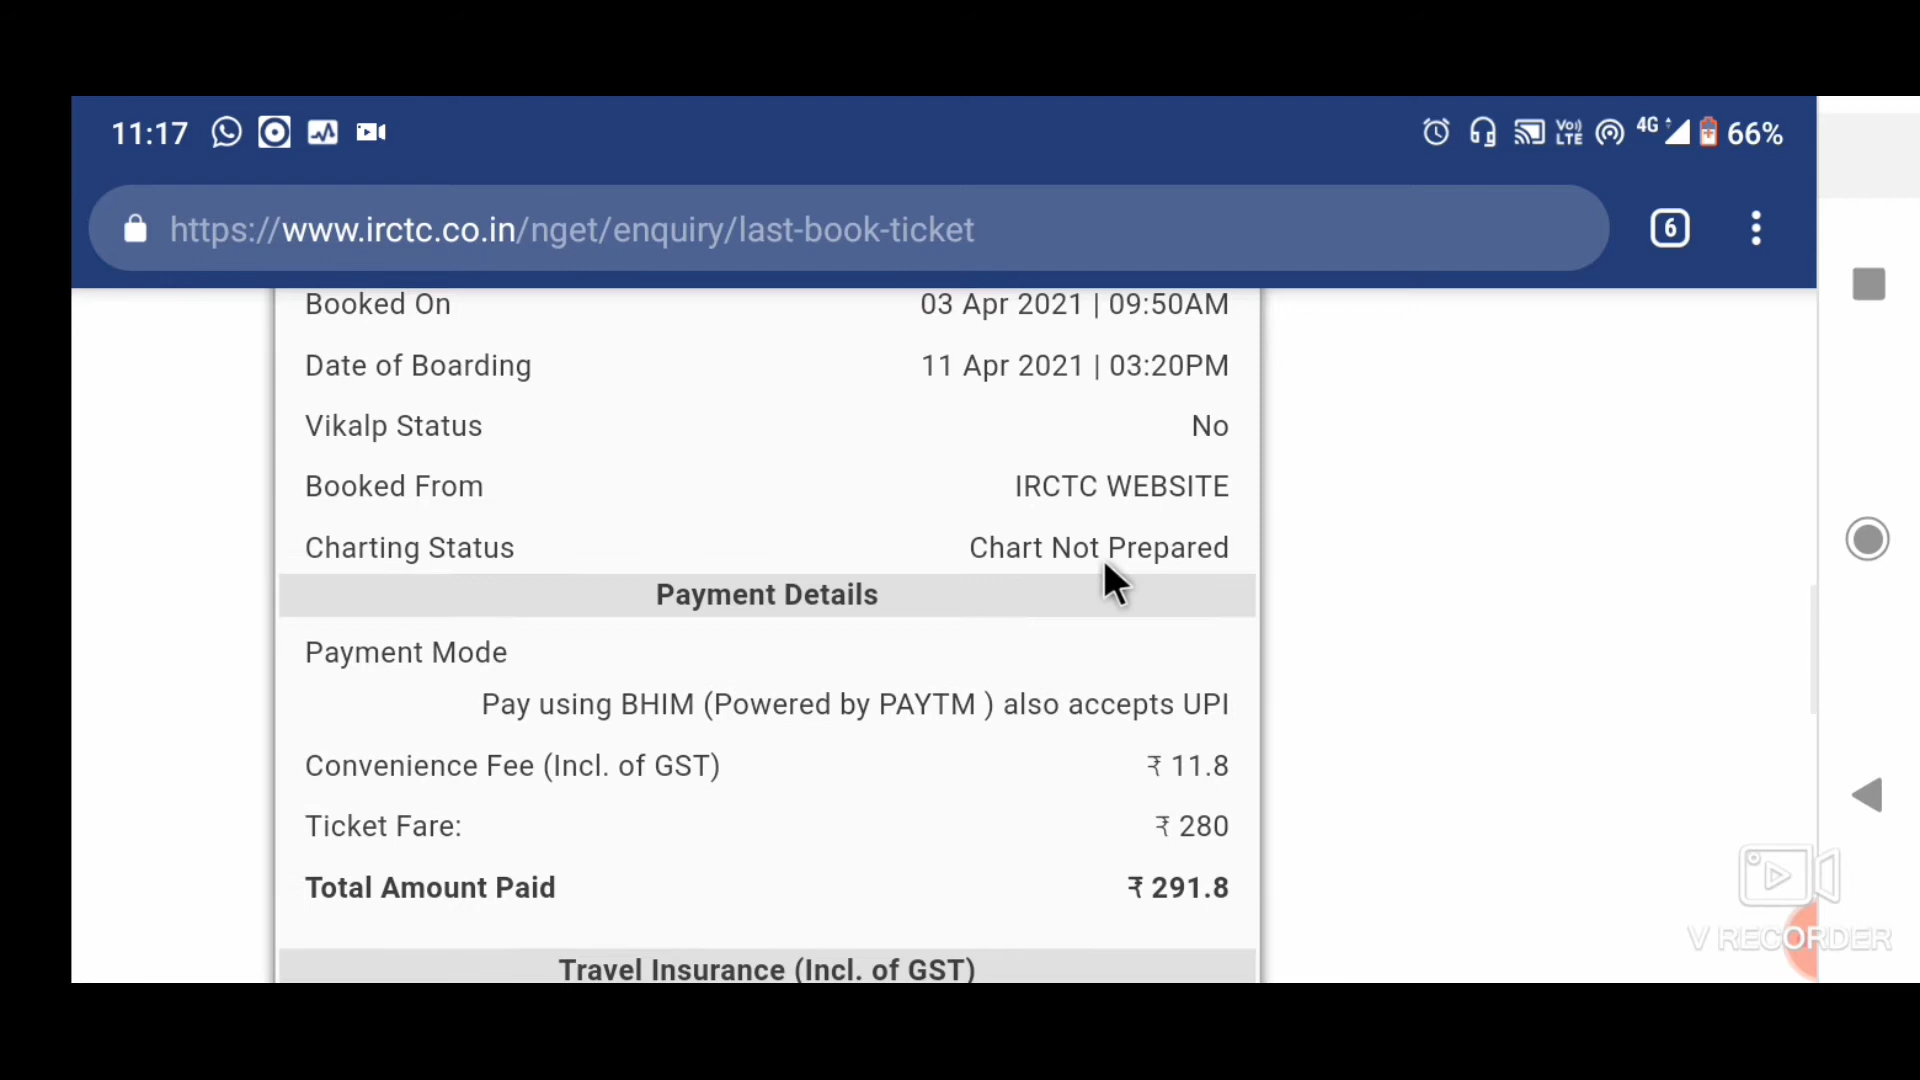 11:17 Vo) LTE 4G 66%
https://www.irctc.co.in/nget/enquiry/last-book-ticket 6
Booked On 03 Apr 2021 | 09:50AM
Date of Boarding 11 Apr 2021 | 03:20PM
Vikalp Status No
Booked From IRCTC WEBSITE
Charting Status Chart Not Prepared
Payment Details
Payment Mode
Pay using BHIM (Powered by PAYTM ) also accepts UPI
Convenience Fee (Incl. of GST) ₹ 11.8
Ticket Fare: ₹ 280
Total Amount Paid ₹ 291.8
Travel Insurance (Incl. of GST)
V RECORDER